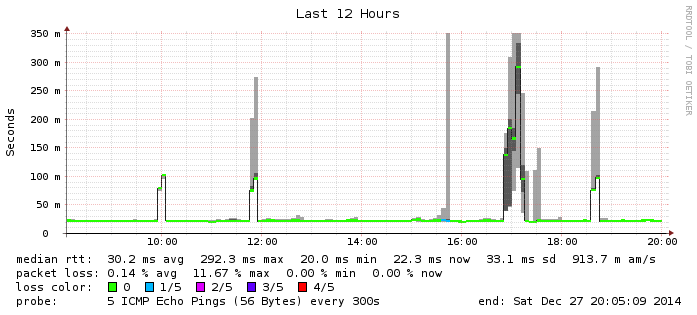 Last 12 Hours
RRDTOOL / TOBI OETIKER
Seconds
350 m
300 m
250 m
200 m
150 m
100 m
50 m
0
10:00 12:00 14:00 16:00 18:00 20:00
median rtt: 30.2 ms avg 292.3 ms max 20.0 ms min 22.3 ms now 33.1 ms sd 913.7 m am/s
packet loss: 0.14 % avg 11.67 % max 0.00 % min 0.00 % now
loss color: 0 1/5 2/5 3/5 4/5
probe: 5 ICMP Echo Pings (56 Bytes) every 300s end: Sat Dec 27 20:05:09 2014